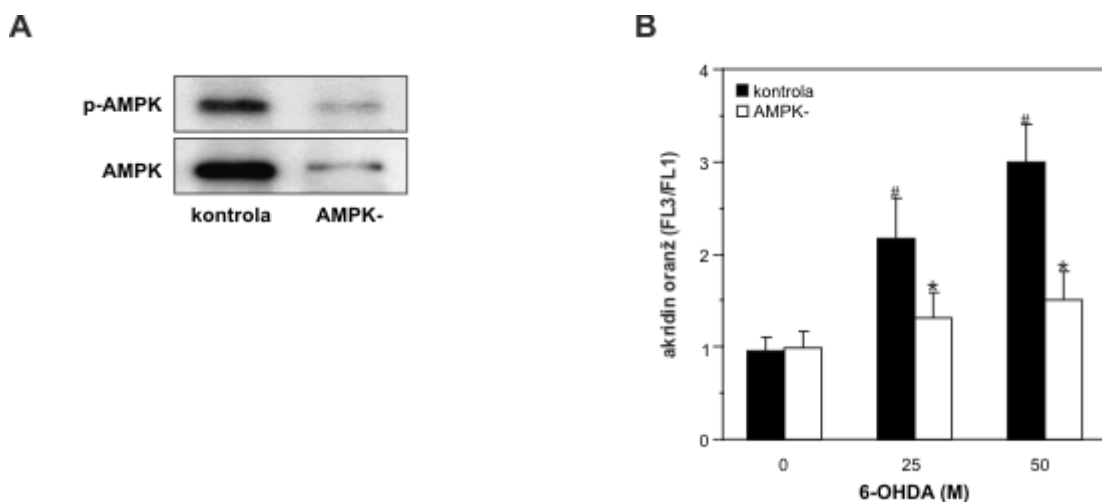 A
p-AMPK
AMPK
kontrola AMPK-
B
akridin oranž (FL3/FL1)
4
3
2
1
0
kontrola
AMPK-
#
*
#
*
0 25 50
6-OHDA (M)